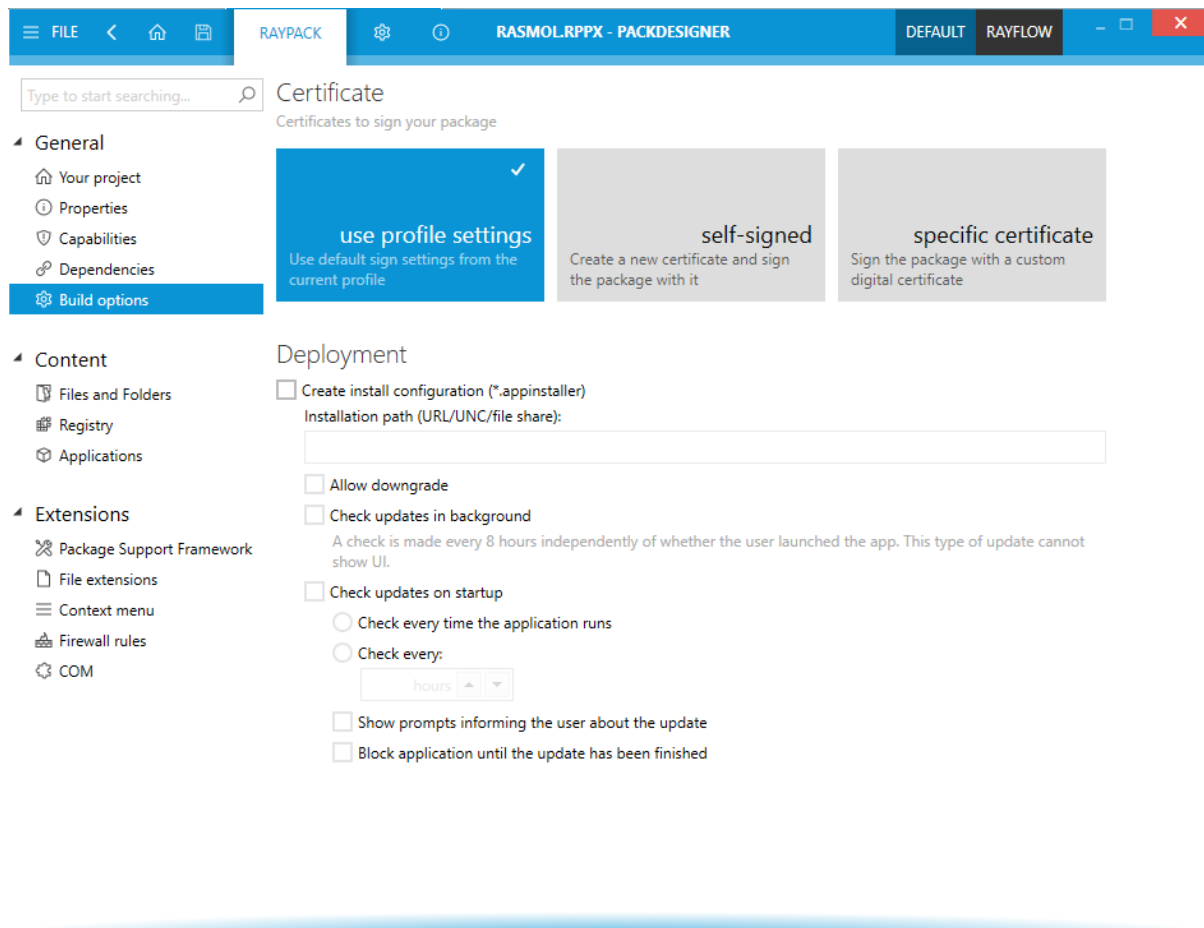 FILE RAYPACK RASMOL.RPPX - PACKDESIGNER DEFAULT RAYFLOW
Type to start searching...
General
Your project
Properties
Capabilities
Dependencies
Build options
Content
Files and Folders
Registry
Applications
Extensions
Package Support Framework
File extensions
Context menu
Firewall rules
COM
Certificate
Certificates to sign your package
use profile settings
Use default sign settings from the
current profile
self-signed
Create a new certificate and sign
the package with it
specific certificate
Sign the package with a custom
digital certificate
Deployment
Create install configuration (*.appinstaller)
Installation path (URL/UNC/file share):
Allow downgrade
Check updates in background
A check is made every 8 hours independently of whether the user launched the app. This type of update cannot
show UI.
Check updates on startup
Check every time the application runs
Check every:
hours
Show prompts informing the user about the update
Block application until the update has been finished